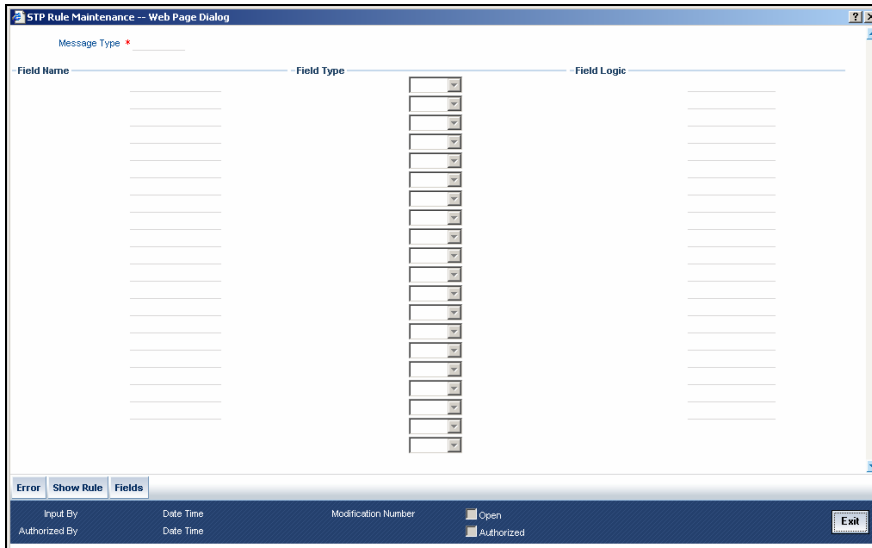 STP Rule Maintenance -- Web Page Dialog
Message Type *
Field Name Field Type Field Logic
Error Show Rule Fields
Input By Date Time Modification Number Open
Authorized By Date Time Authorized
Exit